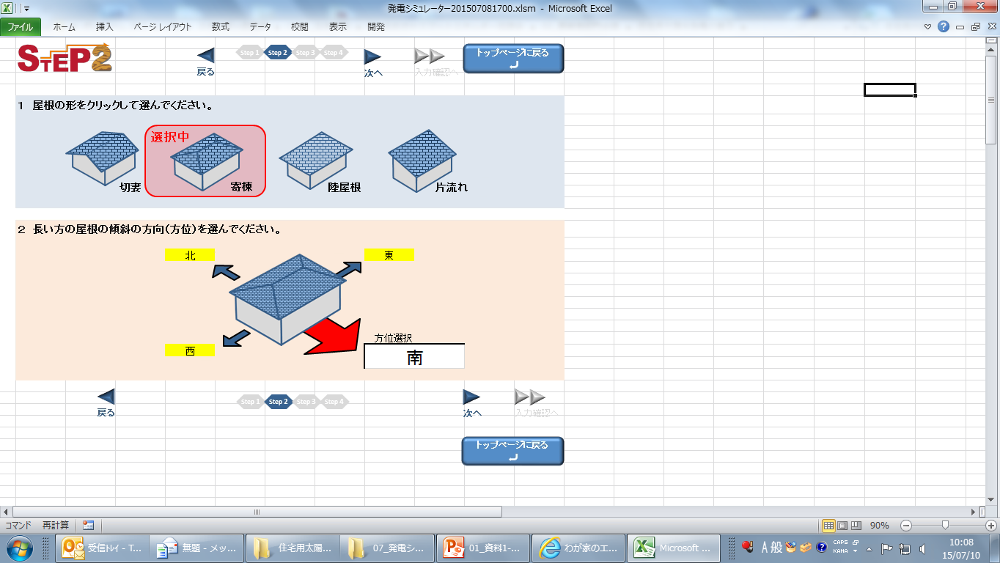 発電シミュレーター201507081700.xlsm - Microsoft Excel
ファイル ホーム 挿入 ページ レイアウト 数式 データ 校閲 表示 開発
STEP2
戻る
Step 1 Step 2 Step 3 Step 4
次へ
入力確認へ
トップページに戻る
1 屋根の形をクリックして選んでください。
選択中
切妻 寄棟 陸屋根 片流れ
2 長い方の屋根の傾斜の方向(方位)を選んでください。
北 東
西
方位選択
南
戻る
Step 1 Step 2 Step 3 Step 4
次へ
入力確認へ
トップページに戻る
コマンド 再計算 90%
受信トレイ - T... 無題 - メッ... 住宅用太陽... 07_発電シ... 01_資料1-... わが家のエ... Microsoft ...
A 般 CAPS KANA
10:08
15/07/10